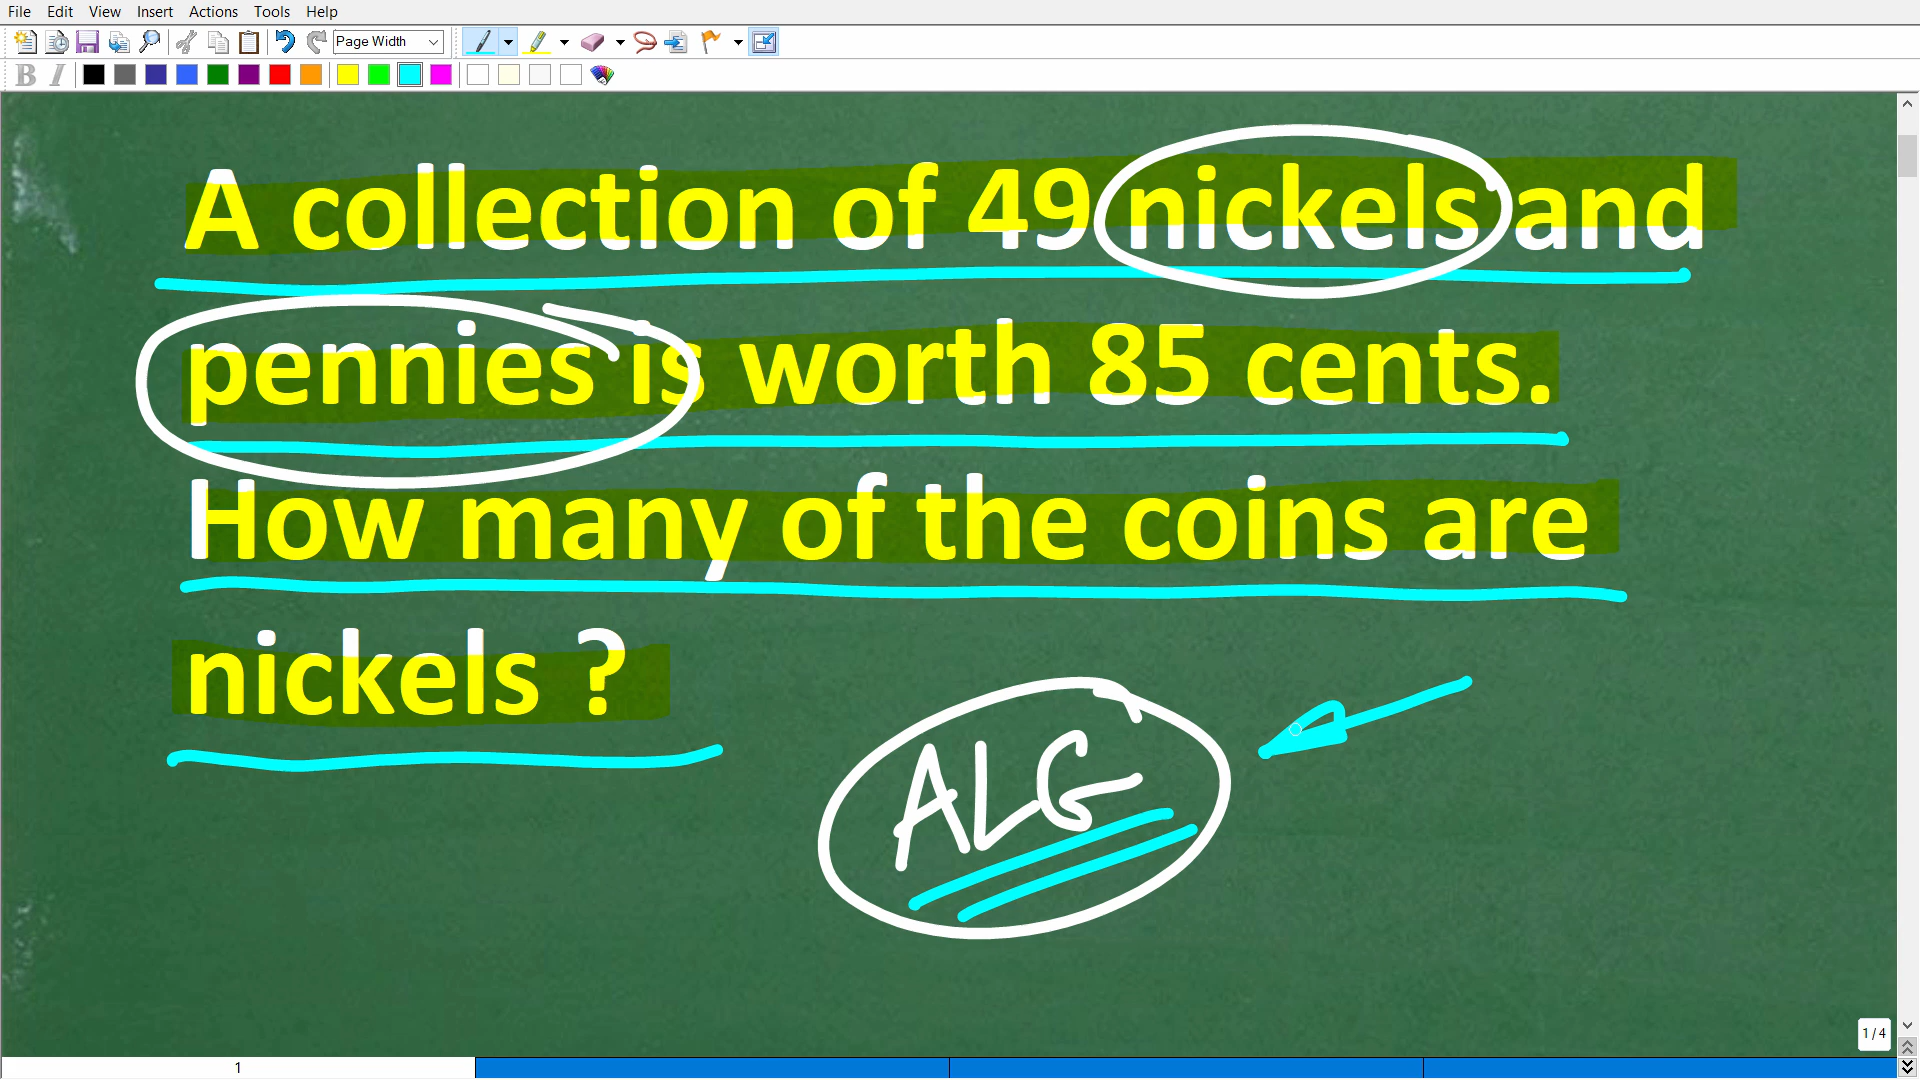 File Edit View Insert Actions Tools Help
Page Width
B I
A collection of 49 nickels and
pennies is worth 85 cents.
How many of the coins are
nickels ?
ALG
1 / 4
1